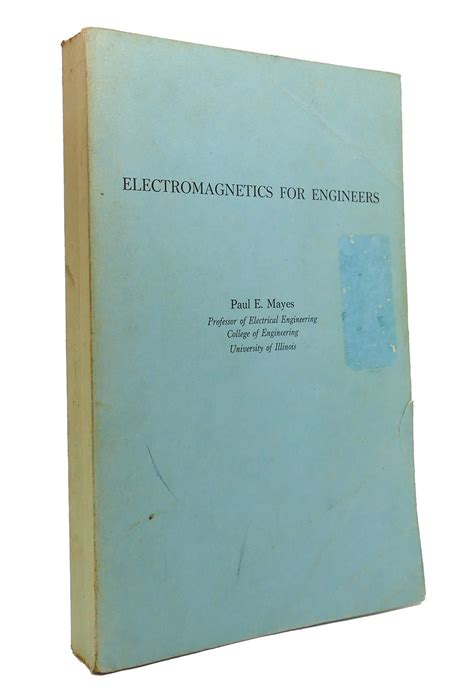 ELECTROMAGNETICS FOR ENGINEERS
Paul E. Mayes
Professor of Electrical Engineering
College of Engineering
University of Illinois